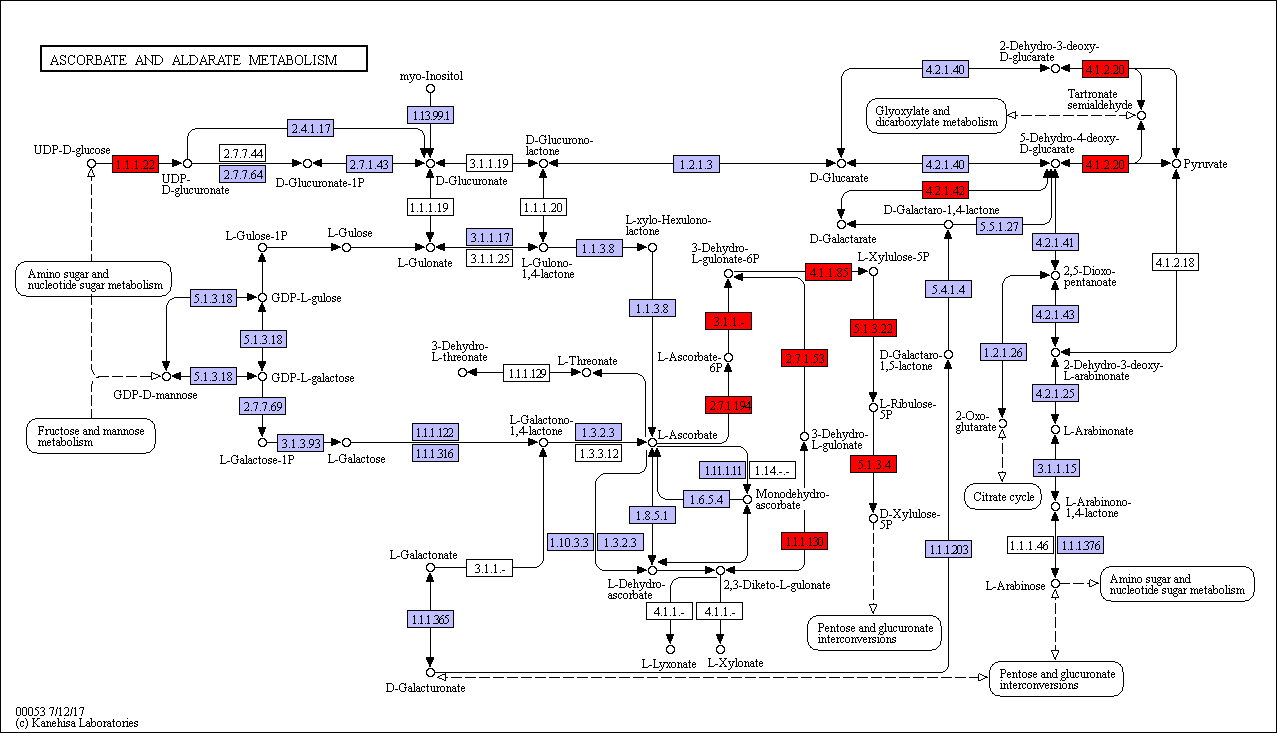 ASCORBATE AND ALDARATE METABOLISM
2-Dehydro-3-deoxy-
D-glucarate
4.2.1.40
4.1.2.20
myo-Inositol
1.13.99.1
Glyoxylate and
dicarboxylate metabolism
Tartronate
semialdehyde
2.4.1.17
UDP-D-glucose
1.1.1.22
2.7.7.44
2.7.7.64
UDP-
D-glucuronate
D-Glucuronate-1P
2.7.1.43
D-Glucuronate
3.1.1.19
D-Glucurono-
lactone
1.2.1.3
D-Glucarate
4.2.1.40
5-Dehydro-4-deoxy-
D-glucarate
4.1.2.20
Pyruvate
4.2.1.42
1.1.1.19
1.1.1.20
D-Galactarate
D-Galactaro-1,4-lactone
5.5.1.27
4.2.1.41
4.1.2.18
L-Gulose-1P
L-Gulose
L-Gulonate
3.1.1.17
3.1.1.25
L-Gulono-
1,4-lactone
1.1.3.8
L-xylo-Hexulono-
lactone
3-Dehydro-
L-gulonate-6P
4.1.1.85
L-Xylulose-5P
2,5-Dioxo-
pentanoate
Amino sugar and
nucleotide sugar metabolism
5.1.3.18
GDP-L-gulose
5.4.1.4
1.1.3.8
3.1.1.-
5.1.3.22
4.2.1.43
5.1.3.18
3-Dehydro-
L-threonate
1.1.1.129
L-Threonate
L-Ascorbate-
6P
2.7.1.53
D-Galactaro-
1,5-lactone
1.2.1.26
2-Dehydro-3-deoxy-
L-arabinonate
5.1.3.18
GDP-D-mannose
GDP-L-galactose
2.7.1.194
L-Ribulose-
5P
4.2.1.25
2.7.7.69
Fructose and mannose
metabolism
L-Galactose-1P
3.1.3.93
L-Galactose
1.1.1.122
1.1.1.316
L-Galactono-
1,4-lactone
1.3.2.3
1.3.3.12
L-Ascorbate
3-Dehydro-
L-gulonate
2-Oxo-
glutarate
L-Arabinonate
1.11.1.11
1.14.-.-
5.1.3.4
3.1.1.15
1.6.5.4
Monodehydro-
ascorbate
Citrate cycle
L-Arabinono-
1,4-lactone
1.8.5.1
D-Xylulose-
5P
1.10.3.3
1.3.2.3
1.1.1.130
1.1.1.203
1.1.1.46
1.1.1.376
L-Galactonate
3.1.1.-
L-Dehydro-
ascorbate
2,3-Diketo-L-gulonate
L-Arabinose
Amino sugar and
nucleotide sugar metabolism
1.1.1.365
4.1.1.-
4.1.1.-
Pentose and glucuronate
interconversions
L-Lyxonate
L-Xylonate
D-Galacturonate
Pentose and glucuronate
interconversions
00053 7/12/17
(c) Kanehisa Laboratories